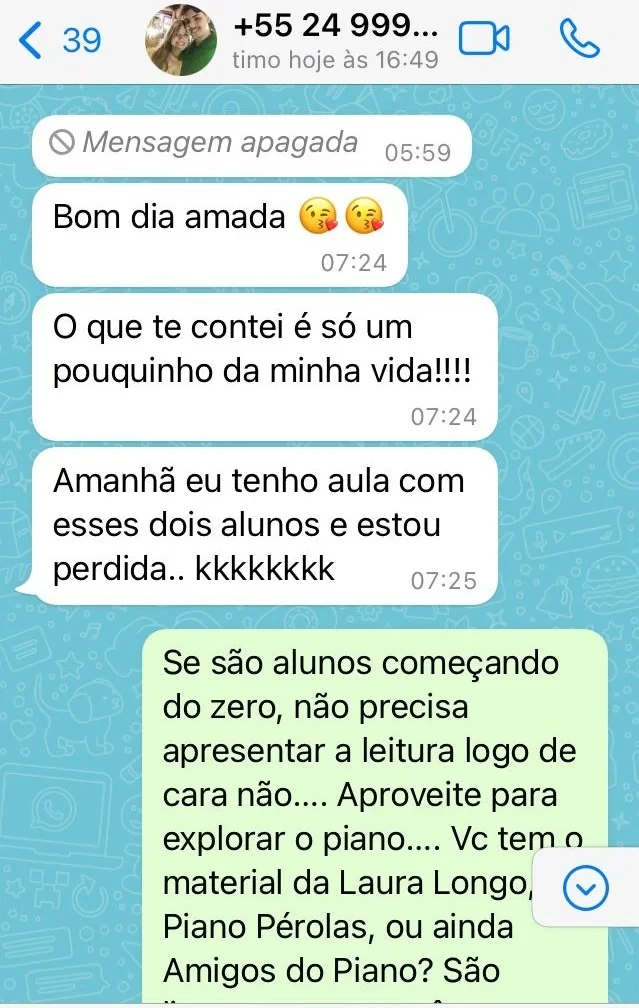 39
+55 24 999...
timo hoje às 16:49
Mensagem apagada 05:59
Bom dia amada 😘😘
07:24
O que te contei é só um
pouquinho da minha vida!!!!
07:24
Amanhã eu tenho aula com
esses dois alunos e estou
perdida.. kkkkkkkk 07:25
Se são alunos começando
do zero, não precisa
apresentar a leitura logo de
cara não.... Aproveite para
explorar o piano.... Vc tem o
material da Laura Longo,
Piano Pérolas, ou ainda
Amigos do Piano? São